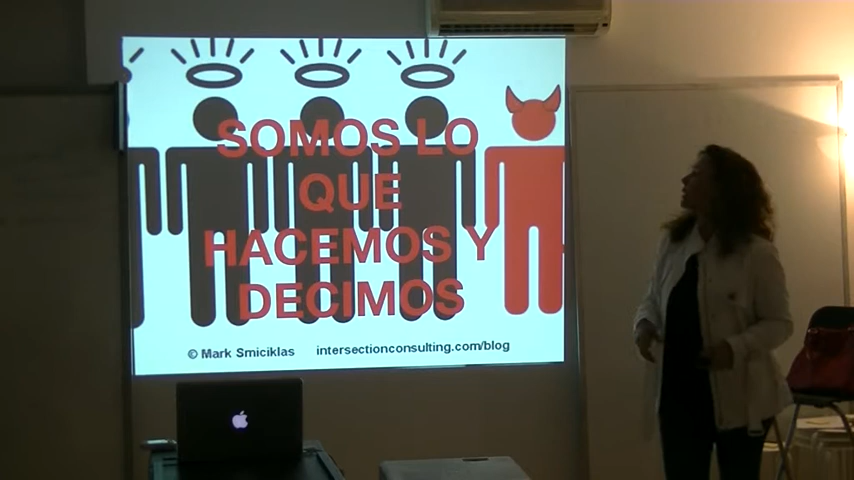 SOMOS LO
QUE
HACEMOS Y
DECIMOS
© Mark Smiciklas intersectionconsulting.com/blog